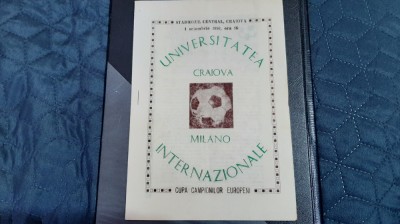 STADIONUL CENTRAL, CRAIOVA
UNIVERSITATEA
CRAIOVA
MILANO
INTERNAZIONALE
CUPA CAMPIONILOR EUROPENI